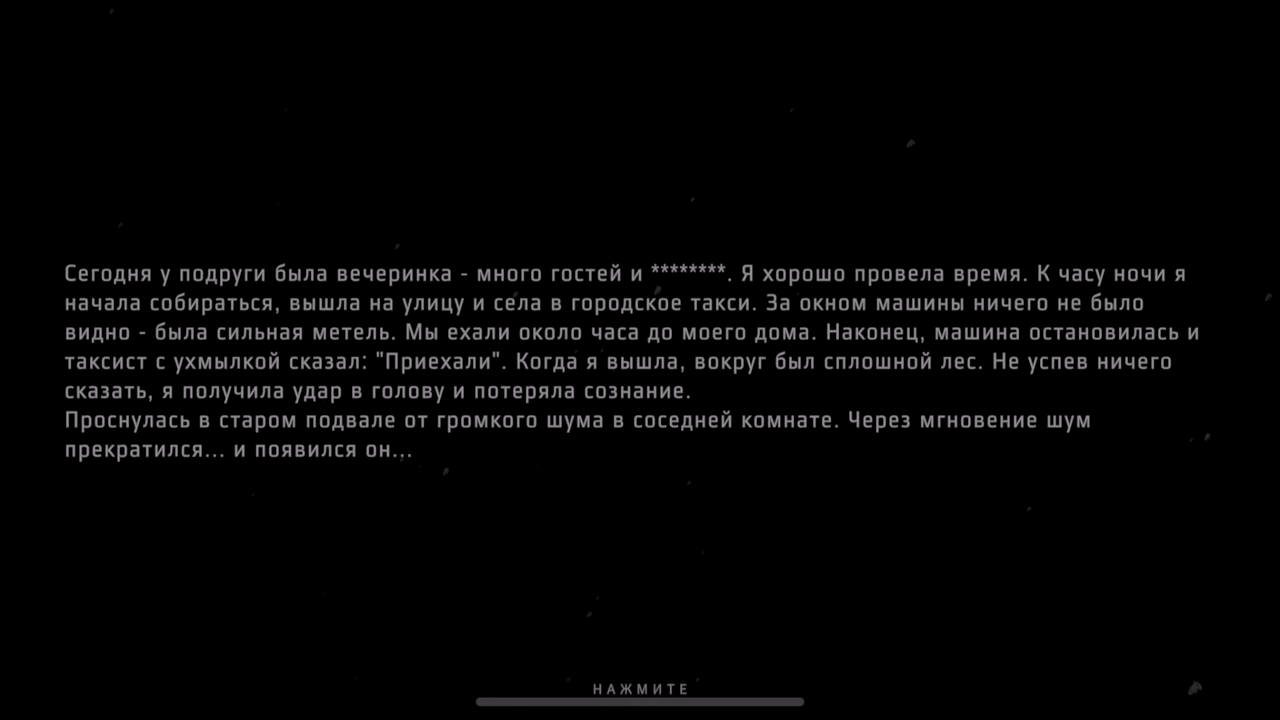 Сегодня у подруги была вечеринка - много гостей и ********. Я хорошо провела время. К часу ночи я
начала собираться, вышла на улицу и села в городское такси. За окном машины ничего не было
видно - была сильная метель. Мы ехали около часа до моего дома. Наконец, машина остановилась и
таксист с ухмылкой сказал: "Приехали". Когда я вышла, вокруг был сплошной лес. Не успев ничего
сказать, я получила удар в голову и потеряла сознание.
Проснулась в старом подвале от громкого шума в соседней комнате. Через мгновение шум
прекратился... и появился он...
НАЖМИТЕ